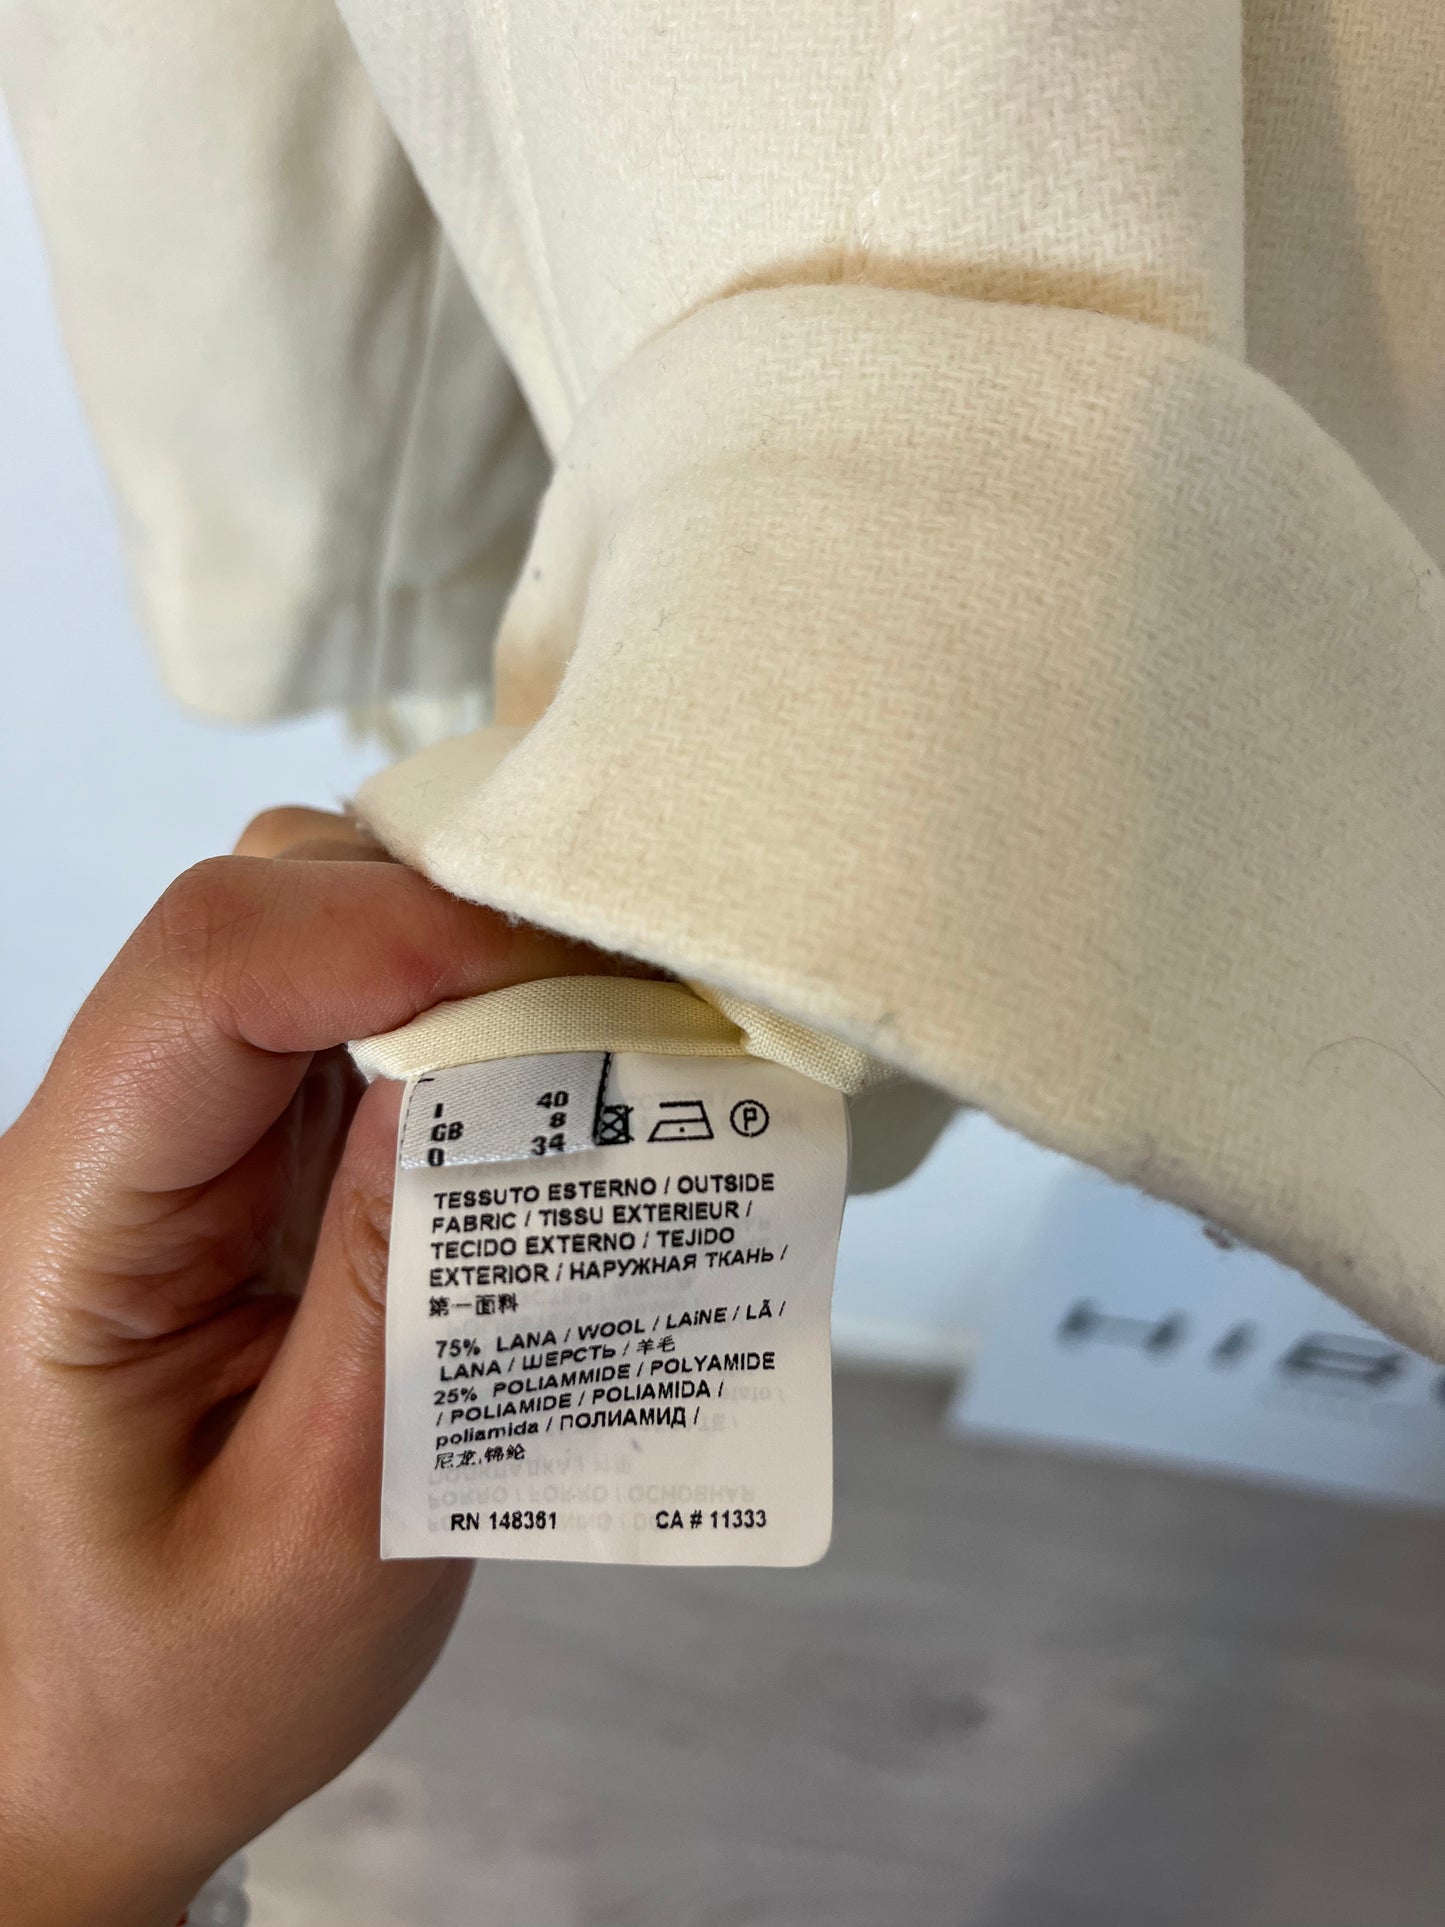 I 40
GB 8
D 34
P
TESSUTO ESTERNO / OUTSIDE
FABRIC / TISSU EXTERIEUR /
TECIDO EXTERNO / TEJIDO
EXTERIOR / НАРУЖНАЯ ТКАНЬ /
第一面料
75% LANA / WOOL / LAINE / LÃ /
LANA / ШЕРСТЬ / 羊毛
25% POLIAMMIDE / POLYAMIDE
/ POLIAMIDE / POLIAMIDA /
poliamida / ПОЛИАМИД /
尼龙,锦纶
RN 148361 CA # 11333